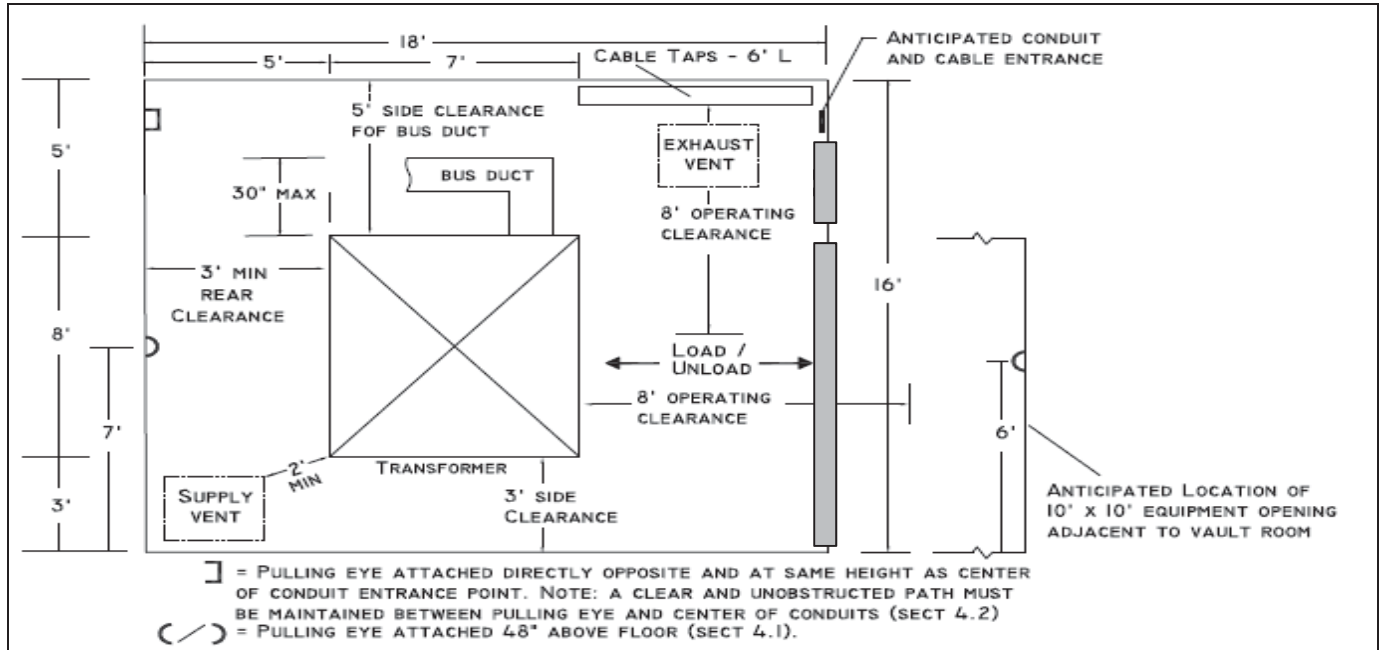 18'
ANTICIPATED CONDUIT
AND CABLE ENTRANCE
5'
7'
CABLE TAPS - 6' L
5' SIDE CLEARANCE
FOF BUS DUCT
EXHAUST
VENT
5'
BUS DUCT
30" MAX
8' OPERATING
CLEARANCE
3' MIN
REAR
CLEARANCE
16'
8'
LOAD /
UNLOAD
8' OPERATING
CLEARANCE
7'
6'
TRANSFORMER
2'
MIN
SUPPLY
VENT
3' SIDE
CLEARANCE
3'
ANTICIPATED LOCATION OF
10' X 10' EQUIPMENT OPENING
ADJACENT TO VAULT ROOM
= PULLING EYE ATTACHED DIRECTLY OPPOSITE AND AT SAME HEIGHT AS CENTER
OF CONDUIT ENTRANCE POINT. NOTE: A CLEAR AND UNOBSTRUCTED PATH MUST
BE MAINTAINED BETWEEN PULLING EYE AND CENTER OF CONDUITS (SECT 4.2)
= PULLING EYE ATTACHED 48" ABOVE FLOOR (SECT 4.1).